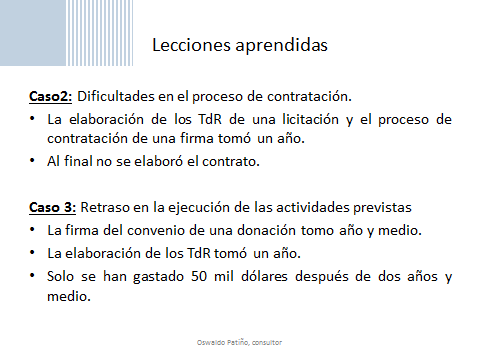 Lecciones aprendidas
Caso2: Dificultades en el proceso de contratación.
• La elaboración de los TdR de una licitación y el proceso de
contratación de una firma tomó un año.
• Al final no se elaboró el contrato.
Caso 3: Retraso en la ejecución de las actividades previstas
• La firma del convenio de una donación tomo año y medio.
• La elaboración de los TdR tomó un año.
• Solo se han gastado 50 mil dólares después de dos años y
medio.
Oswaldo Patiño, consultor